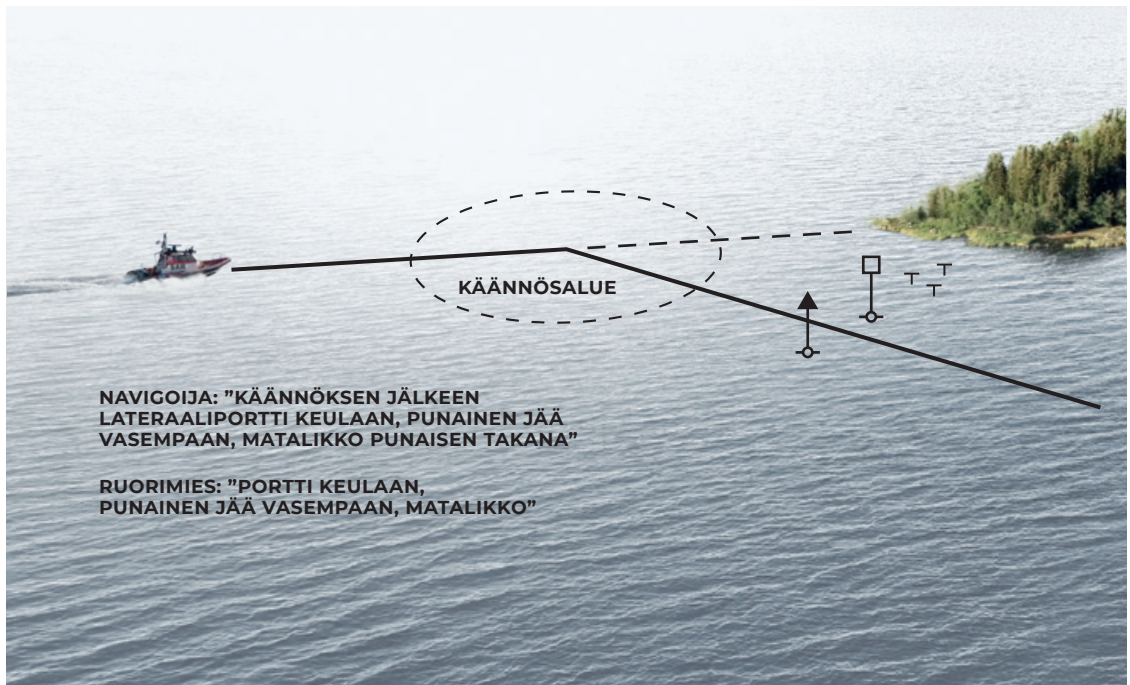 KÄÄNNÖSALUE
NAVIGOIJA: ”KÄÄNNÖKSEN JÄLKEEN
LATERAALIPORTTI KEULAAN, PUNAINEN JÄÄ
VASEMPAAN, MATALIKKO PUNAISEN TAKANA”
RUORIMIES: ”PORTTI KEULAAN,
PUNAINEN JÄÄ VASEMPAAN, MATALIKKO”